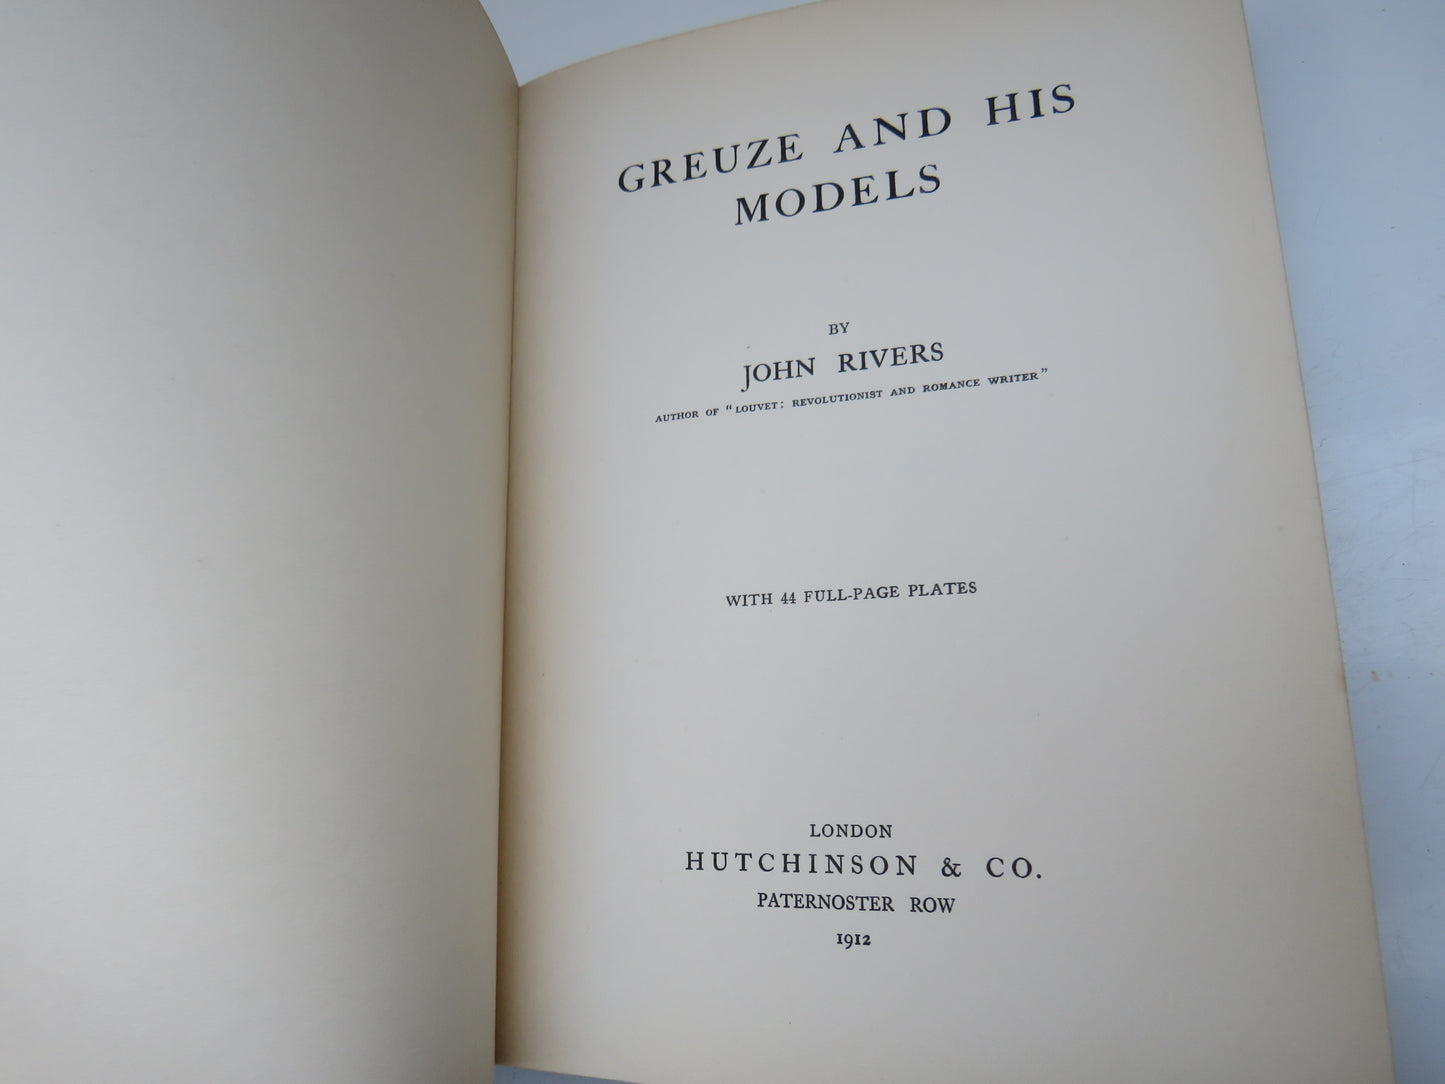 GREUZE AND HIS
MODELS
BY
JOHN RIVERS
AUTHOR OF "LOUVET: REVOLUTIONIST AND ROMANCE WRITER"
WITH 44 FULL-PAGE PLATES
LONDON
HUTCHINSON & CO.
PATERNOSTER ROW
1912